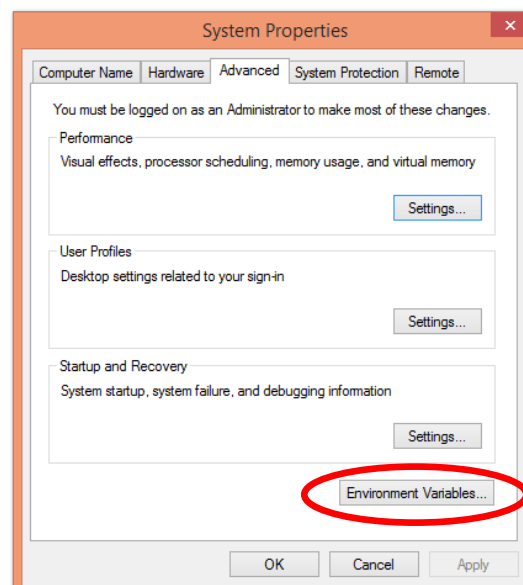 System Properties
×
Computer Name Hardware Advanced System Protection Remote
You must be logged on as an Administrator to make most of these changes.
Performance
Visual effects, processor scheduling, memory usage, and virtual memory
Settings...
User Profiles
Desktop settings related to your sign-in
Settings...
Startup and Recovery
System startup, system failure, and debugging information
Settings...
Environment Variables...
OK Cancel Apply